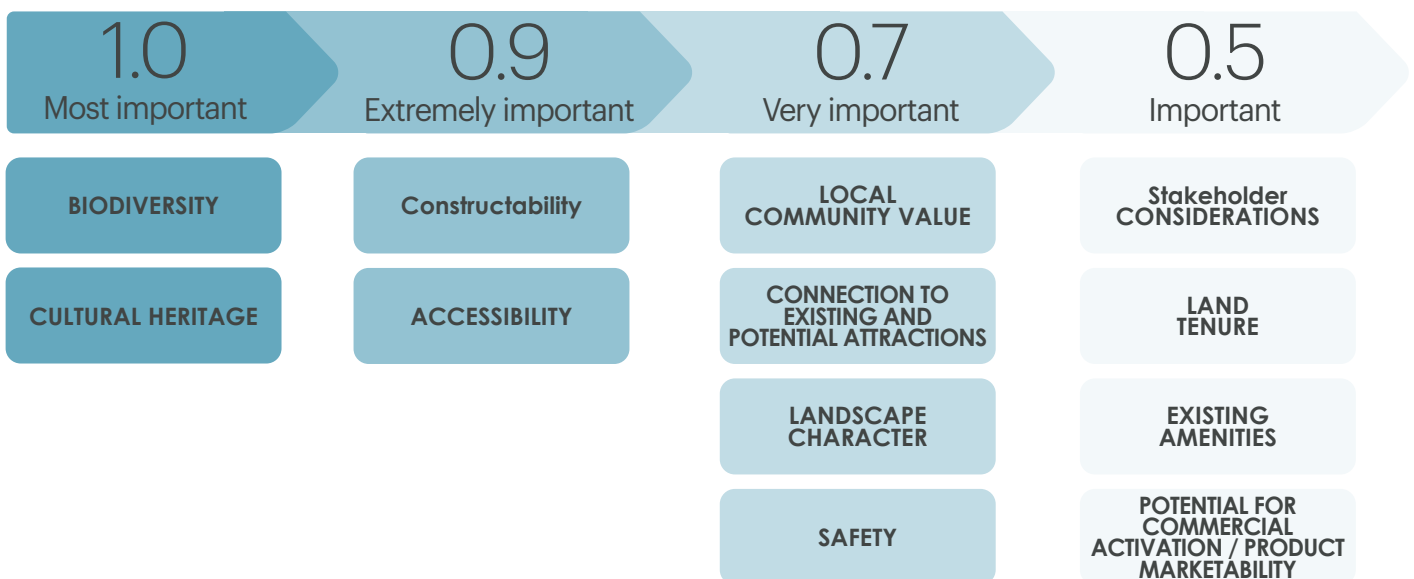 1.0
Most important
0.9
Extremely important
0.7
Very important
0.5
Important
BIODIVERSITY
CULTURAL HERITAGE
Constructability
ACCESSIBILITY
LOCAL
COMMUNITY VALUE
CONNECTION TO
EXISTING AND
POTENTIAL ATTRACTIONS
LANDSCAPE
CHARACTER
SAFETY
Stakeholder
CONSIDERATIONS
LAND
TENURE
EXISTING
AMENITIES
POTENTIAL FOR
COMMERCIAL
ACTIVATION / PRODUCT
MARKETABILITY